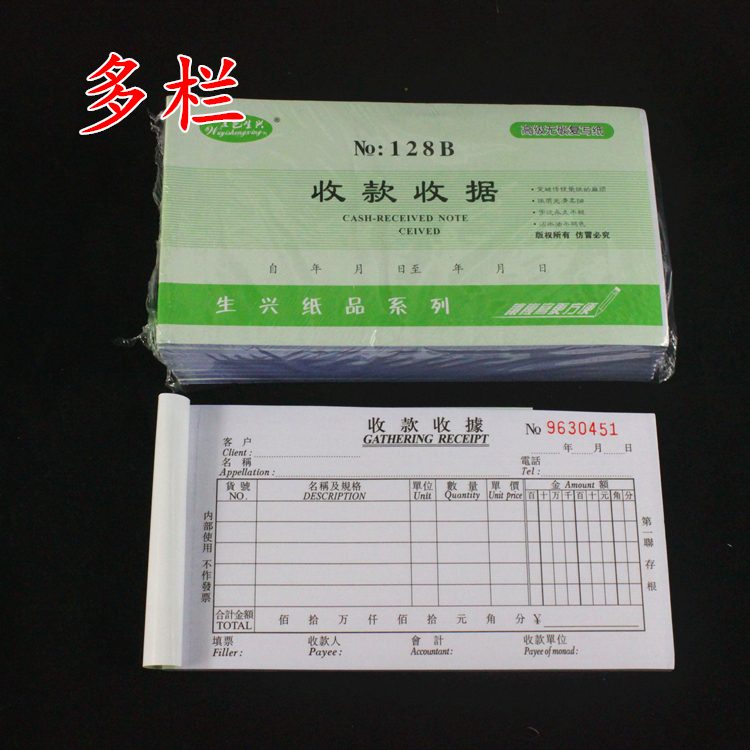 多栏
Weiyishengxing
高级无碳复写纸
No: 128B
收款收据
CASH-RECEIVED NOTE
CEIVED
版权所有 仿冒必究
自 年 月 日至 年 月 日
生兴纸品系列
收款收據
GATHERING RECEIPT
No 9630451
年 月 日
客户
Client:
名稱
Appellation:
電話
Tel:
貨號 名稱及規格 單位 數量 單價 金 Amount 額
NO. DESCRIPTION Unit Quantity Unit price 百 十 万 千 百 十 元 角 分
内部使用 不作發票
第一聯 存根
合計金額 佰 拾 万 仟 佰 拾 元 角 分 ¥
TOTAL
填票 收款人 會計 收款單位
Filler: Payee: Accountant: Payee of monad: